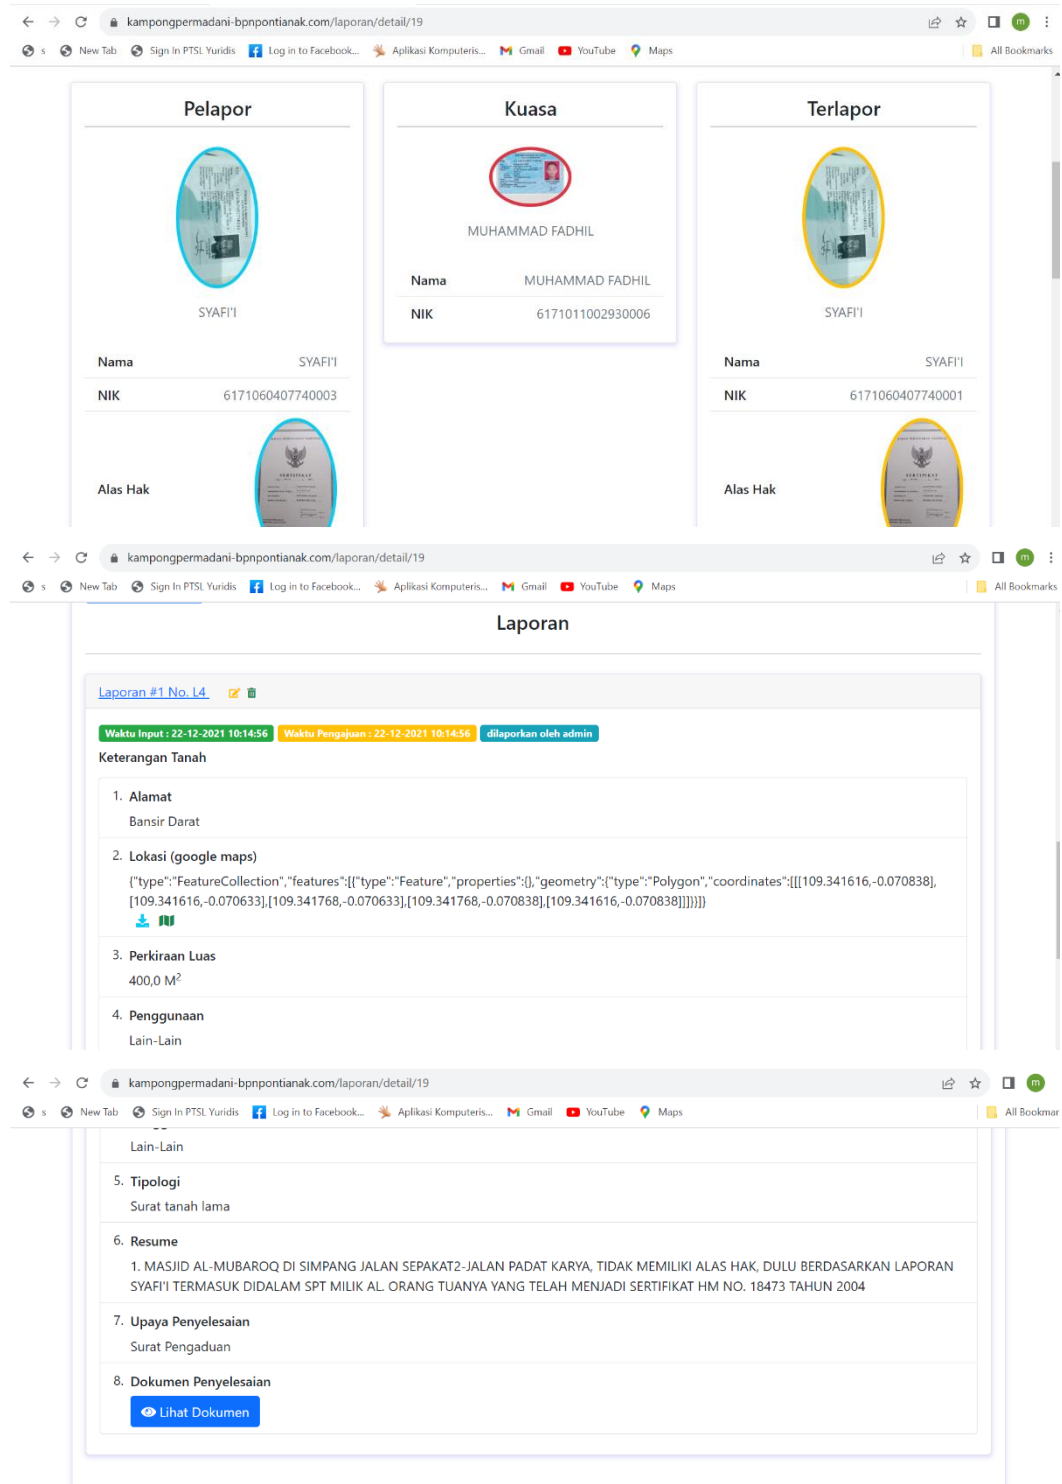 kampongpermadani-bpnpontianak.com/laporan/detail/19
s New Tab Sign In PTSL Yuridis Log in to Facebook... Aplikasi Komputeris... Gmail YouTube Maps All Bookmarks
Pelapor
SYAFI'I
Nama SYAFI'I
NIK 6171060407740003
Alas Hak
SERTIPIKAT
Kuasa
MUHAMMAD FADHIL
Nama MUHAMMAD FADHIL
NIK 6171011002930006
Terlapor
SYAFI'I
Nama SYAFI'I
NIK 6171060407740001
Alas Hak
SERTIPIKAT
kampongpermadani-bpnpontianak.com/laporan/detail/19
s New Tab Sign In PTSL Yuridis Log in to Facebook... Aplikasi Komputeris... Gmail YouTube Maps All Bookmarks
Laporan
Laporan #1 No. L4
Waktu Input : 22-12-2021 10:14:56 Waktu Pengajuan : 22-12-2021 10:14:56 dilaporkan oleh admin
Keterangan Tanah
1. Alamat
Bansir Darat
2. Lokasi (google maps)
{"type":"FeatureCollection","features":[{"type":"Feature","properties":{},"geometry":{"type":"Polygon","coordinates":[[[109.341616,-0.070838],
[109.341616,-0.070633],[109.341768,-0.070633],[109.341768,-0.070838],[109.341616,-0.070838]]]}}]}
3. Perkiraan Luas
400,0 M²
4. Penggunaan
Lain-Lain
kampongpermadani-bpnpontianak.com/laporan/detail/19
s New Tab Sign In PTSL Yuridis Log in to Facebook... Aplikasi Komputeris... Gmail YouTube Maps All Bookmar
Lain-Lain
5. Tipologi
Surat tanah lama
6. Resume
1. MASJID AL-MUBAROQ DI SIMPANG JALAN SEPAKAT2-JALAN PADAT KARYA, TIDAK MEMILIKI ALAS HAK, DULU BERDASARKAN LAPORAN
SYAFI'I TERMASUK DIDALAM SPT MILIK AL. ORANG TUANYA YANG TELAH MENJADI SERTIFIKAT HM NO. 18473 TAHUN 2004
7. Upaya Penyelesaian
Surat Pengaduan
8. Dokumen Penyelesaian
Lihat Dokumen